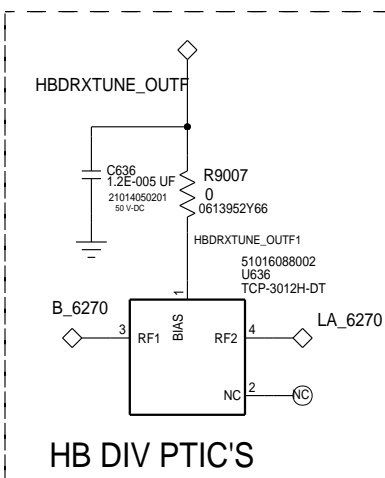 HBDRXTUNE_OUTF
C636
1.2E-005 UF
21014050201
50 V-DC
R9007
0
0613952Y66
HBDRXTUNE_OUTF1
51016088002
U636
TCP-3012H-DT
B_6270
1
BIAS
3
RF1
RF2
4
LA_6270
NC
2
NC
HB DIV PTIC'S